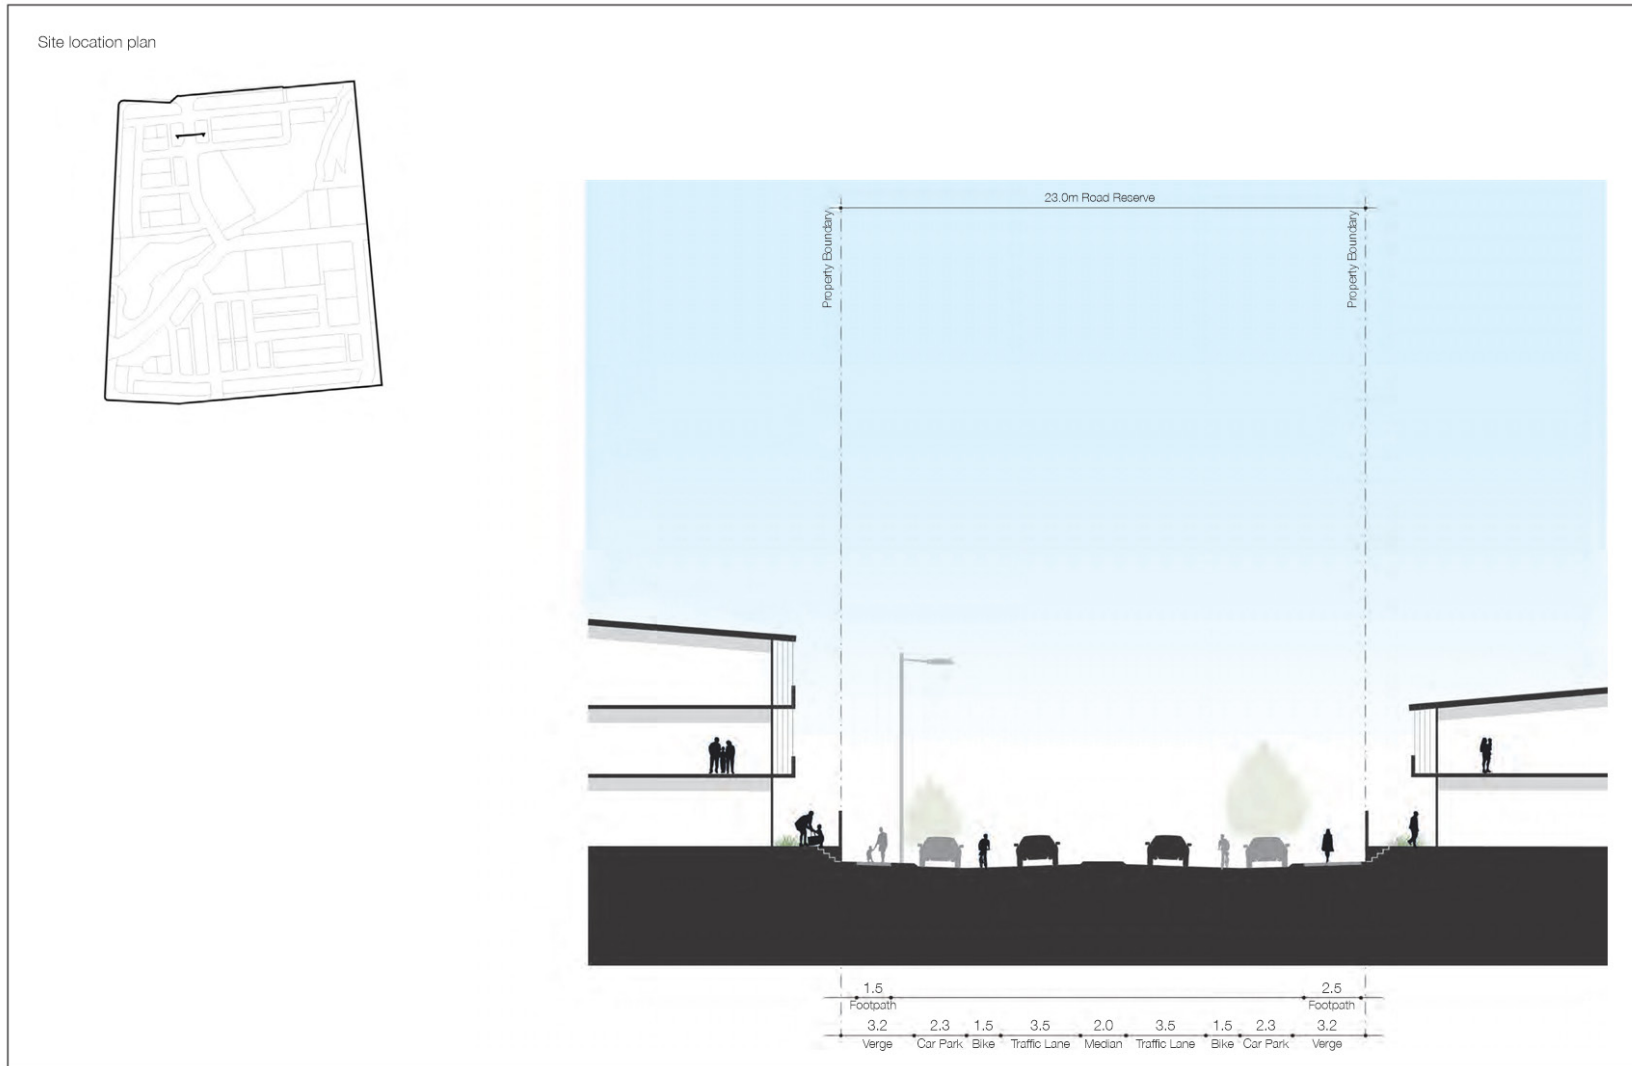 Site location plan
23.0m Road Reserve
Property Boundary
Property Boundary
1.5 2.5
Footpath Footpath
3.2 2.3 1.5 3.5 2.0 3.5 1.5 2.3 3.2
Verge Car Park Bike Traffic Lane Median Traffic Lane Bike Car Park Verge